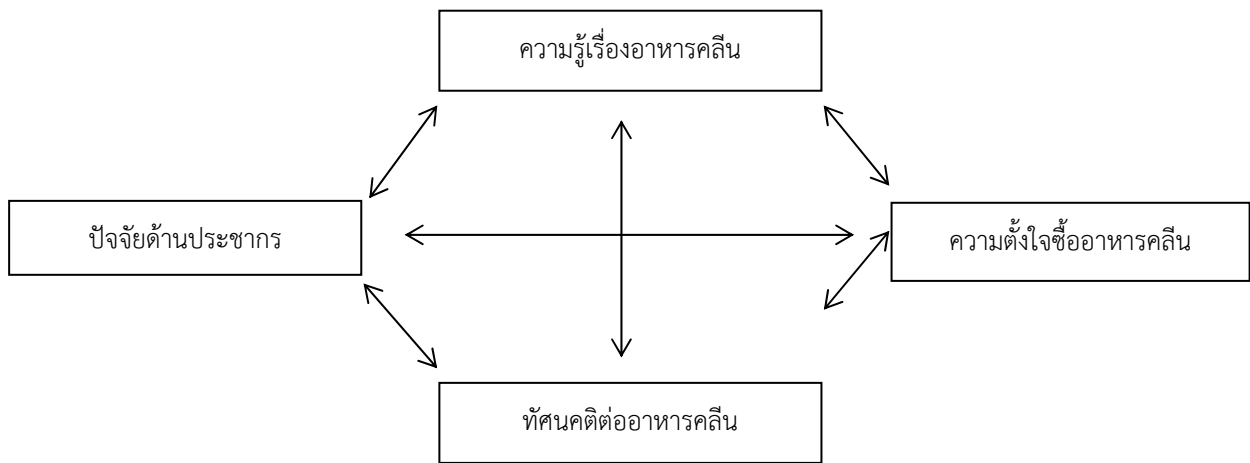 ความรู้เรื่องอาหารคลีน
ปัจจัยด้านประชากร
ความตั้งใจซื้ออาหารคลีน
ทัศนคติต่ออาหารคลีน